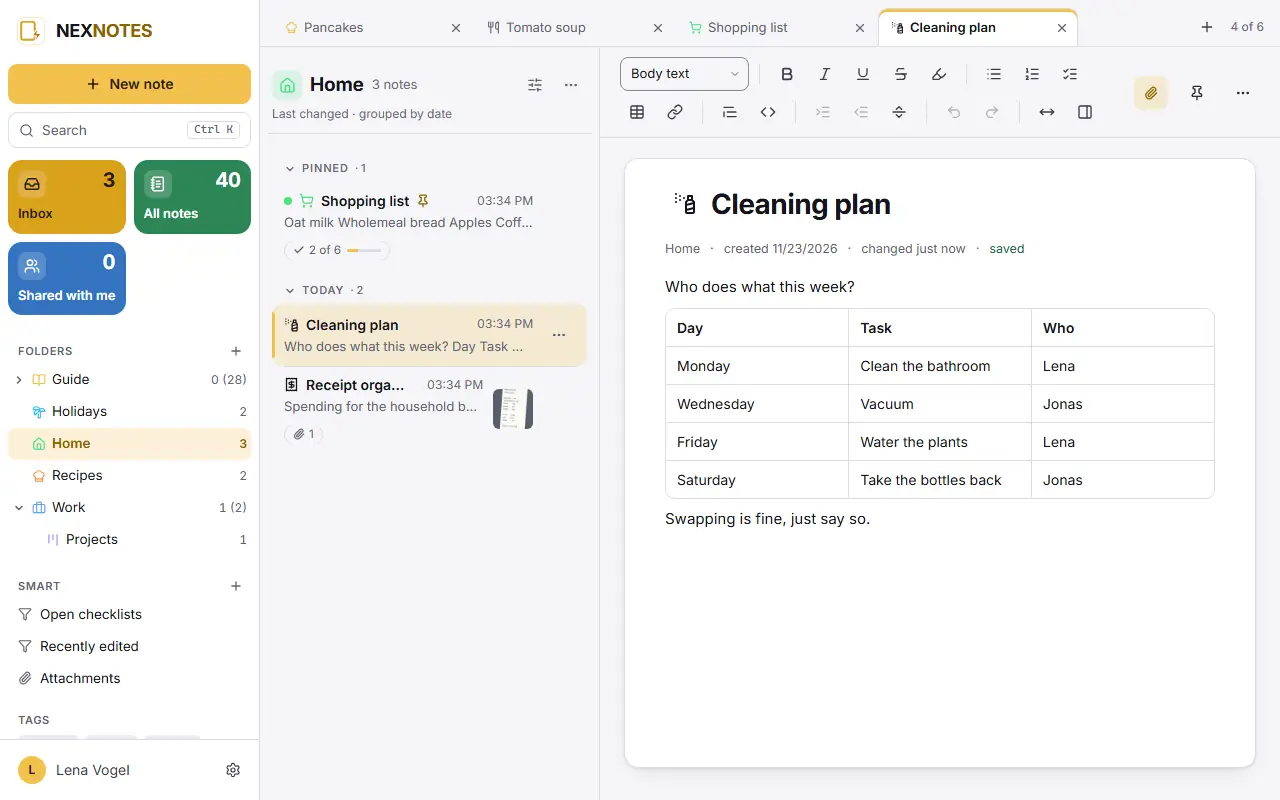 NEXNOTES
New note
Search Ctrl K
3
Inbox
40
All notes
0
Shared with me
FOLDERS
Guide 0 (28)
Holidays 2
Home 3
Recipes 2
Work 1 (2)
Projects 1
SMART
Open checklists
Recently edited
Attachments
TAGS
L Lena Vogel
Pancakes
Tomato soup
Shopping list
Cleaning plan
4 of 6
Home 3 notes
Last changed · grouped by date
PINNED · 1
Shopping list 03:34 PM
Oat milk Wholemeal bread Apples Coff...
2 of 6
TODAY · 2
Cleaning plan 03:34 PM
Who does what this week? Day Task ...
Receipt orga... 03:34 PM
Spending for the household b...
1
Body text
Cleaning plan
Home · created 11/23/2026 · changed just now · saved
Who does what this week?
Day Task Who
Monday Clean the bathroom Lena
Wednesday Vacuum Jonas
Friday Water the plants Lena
Saturday Take the bottles back Jonas
Swapping is fine, just say so.